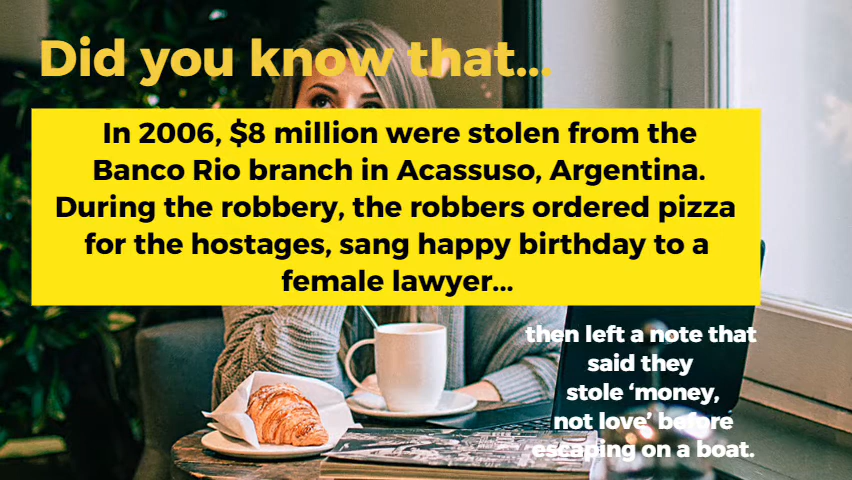 Did you know that...
In 2006, $8 million were stolen from the
Banco Rio branch in Acassuso, Argentina.
During the robbery, the robbers ordered pizza
for the hostages, sang happy birthday to a
female lawyer...
then left a note that
said they
stole ‘money,
not love’ before
escaping on a boat.